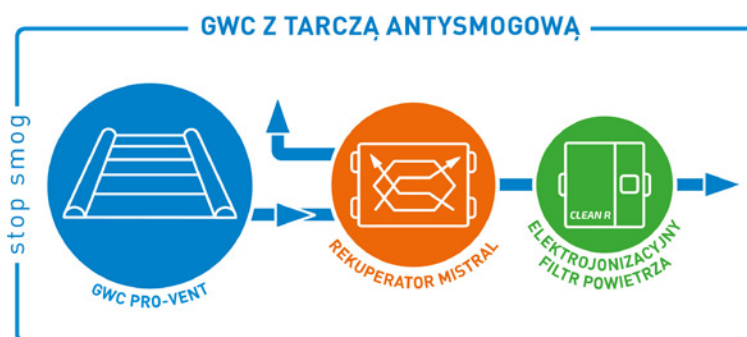 GWC Z TARCZĄ ANTYSMOGOWĄ
stop smog
GWC PRO-VENT
REKUPERATOR MISTRAL
CLEAN R
ELEKTROJONIZACYJNY
FILTR POWIETRZA